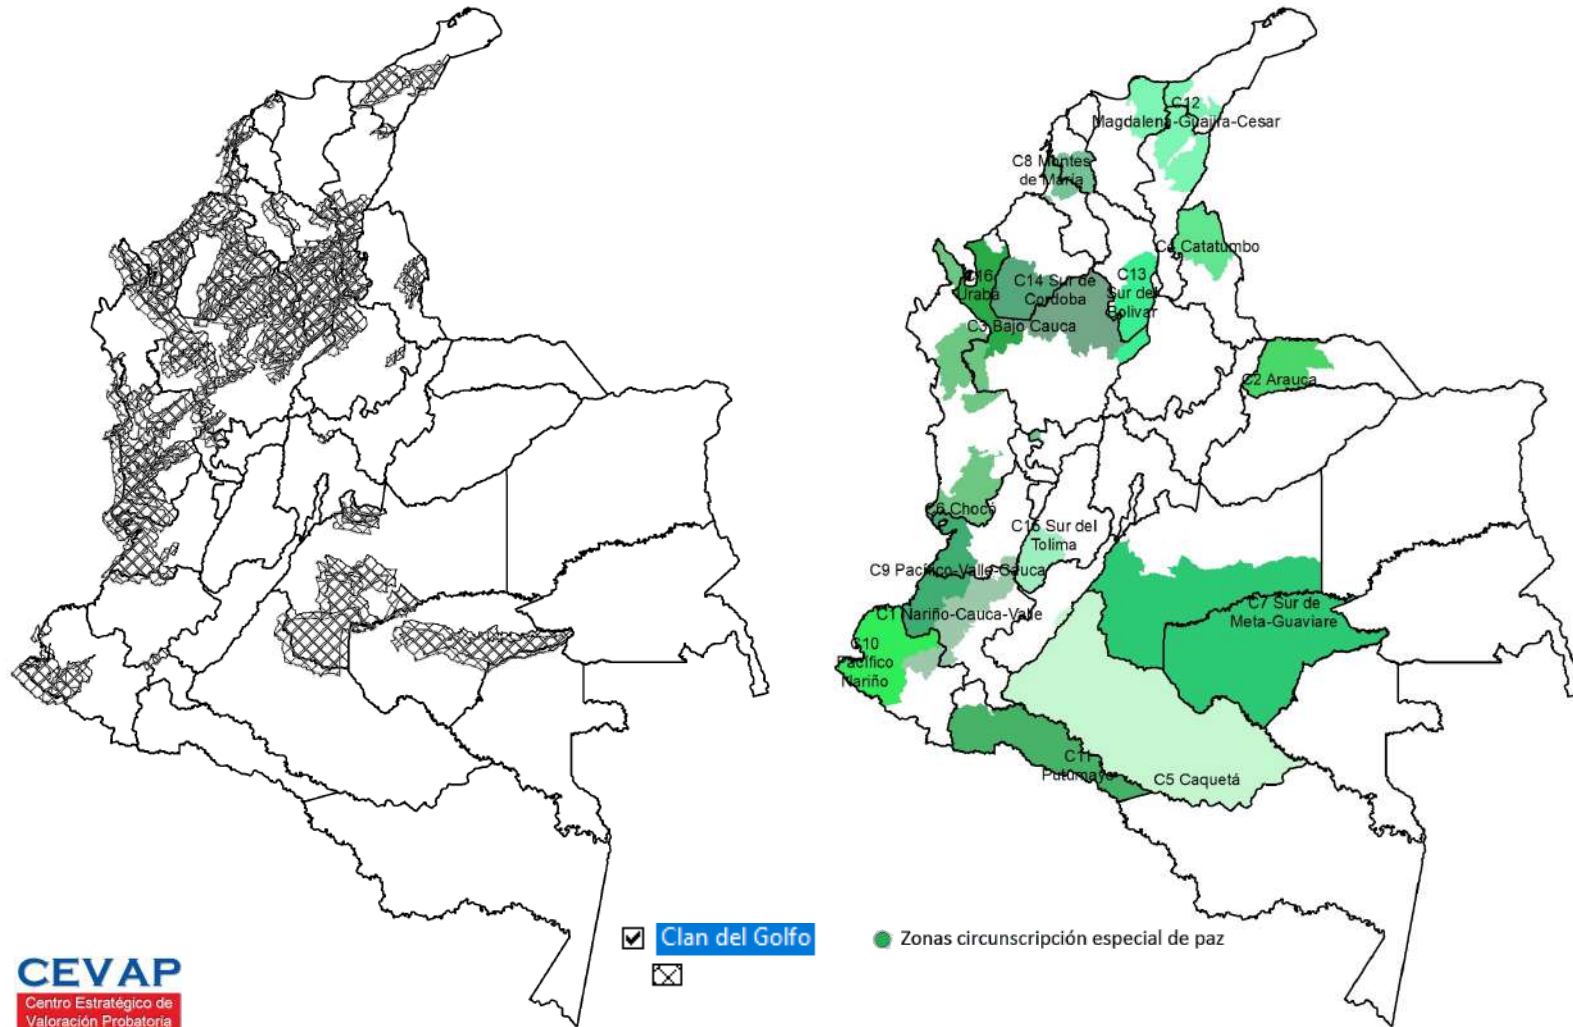 C12
Magdalena-Guajira-Cesar
C8 Montes
de María
C4 Catatumbo
C16
Urabá
C14 Sur de
Cordoba
C13
Sur del
Bolivar
C3 Bajo Cauca
C2 Arauca
C6 Chocó
C15 Sur del
Tolima
C9 Pacífico-Valle-Cauca
C1 Nariño-Cauca-Valle
C7 Sur de
Meta-Guaviare
C10
Pacífico
Nariño
C11
Putumayo
C5 Caquetá
Clan del Golfo
Zonas circunscripción especial de paz
CEVAP
Centro Estratégico de
Valoración Probatoria